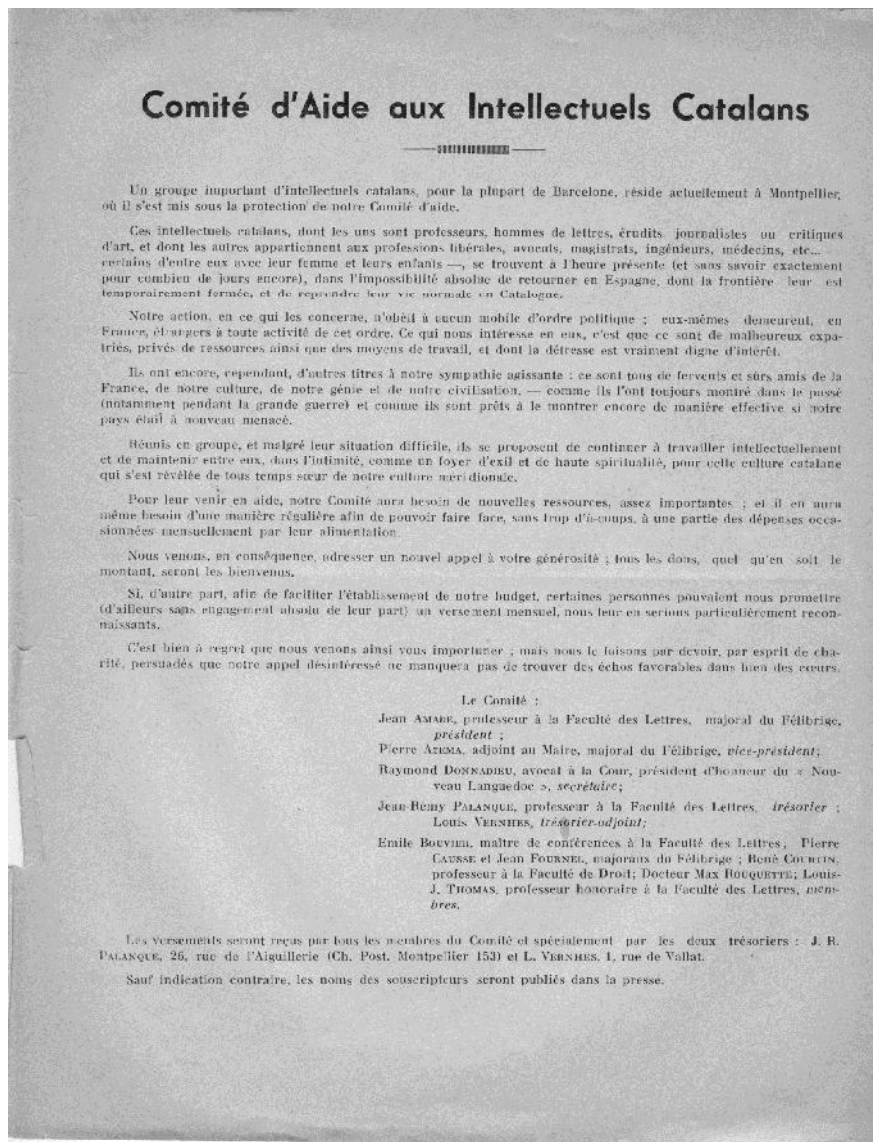 Comité d'Aide aux Intellectuels Catalans
Un groupe important d'intellectuels catalans, pour la plupart de Barcelone, réside actuellement à Montpellier,
où il s'est mis sous la protection de notre Comité d'aide.
Ces intellectuels catalans, dont les uns sont professeurs, hommes de lettres, érudits journalistes ou critiques
d'art, et dont les autres appartiennent aux professions libérales, avocats, magistrats, ingénieurs, médecins, etc...
certains d'entre eux avec leur femme et leurs enfants —, se trouvent à l'heure présente (et sans savoir exactement
pour combien de jours encore), dans l'impossibilité absolue de retourner en Espagne, dont la frontière leur est
temporairement fermée, et de reprendre leur vie normale en Catalogne.
Notre action, en ce qui les concerne, n'obéit à aucun mobile d'ordre politique ; eux-mêmes demeurent, en
France, étrangers à toute activité de cet ordre. Ce qui nous intéresse en eux, c'est que ce sont de malheureux expa-
triés, privés de ressources ainsi que des moyens de travail, et dont la détresse est vraiment digne d'intérêt.
Ils ont encore, cependant, d'autres titres à notre sympathie agissante : ce sont tous de fervents et sûrs amis de la
France, de notre culture, de notre génie et de notre civilisation, — comme ils l'ont toujours montré dans le passé
(notamment pendant la grande guerre) et comme ils sont prêts à le montrer encore de manière effective si notre
pays était à nouveau menacé.
Réunis en groupe, et malgré leur situation difficile, ils se proposent de continuer à travailler intellectuellement
et de maintenir entre eux, dans l'intimité, comme un foyer d'exil et de haute spiritualité, pour cette culture catalane
qui s'est révélée de tous temps sœur de notre culture méridionale.
Pour leur venir en aide, notre Comité aura besoin de nouvelles ressources, assez importantes ; et il en aura
même besoin d'une manière régulière afin de pouvoir faire face, sans trop d'à-coups, à une partie des dépenses occa-
sionnées mensuellement par leur alimentation
Nous venons, en conséquence, adresser un nouvel appel à votre générosité ; tous les dons, quel qu'en soit le
montant, seront les bienvenus.
Si, d'autre part, afin de faciliter l'établissement de notre budget, certaines personnes pouvaient nous promettre
(d'ailleurs sans engagement absolu de leur part) un versement mensuel, nous leur en serions particulièrement recon-
naissants.
C'est bien à regret que nous venons ainsi vous importuner ; mais nous le faisons par devoir, par esprit de cha-
rité, persuadés que notre appel désintéressé ne manquera pas de trouver des échos favorables dans bien des cœurs.
Le Comité :
Jean AMADE, professeur à la Faculté des Lettres, majoral du Félibrige,
président ;
Pierre AZEMA, adjoint au Maire, majoral du Félibrige, vice-président;
Raymond DONNADIEU, avocat à la Cour, président d'honneur du « Nou-
veau Languedoc », secrétaire;
Jean-Rémy PALANQUE, professeur à la Faculté des Lettres, trésorier ;
Louis VERNHES, trésorier-adjoint;
Emile BOUVIER, maître de conférences à la Faculté des Lettres; Pierre
CAUSSE et Jean FOURNEL, majoraux du Félibrige ; René COURTIN,
professeur à la Faculté de Droit; Docteur Max ROUQUETTE; Louis-
J. THOMAS, professeur honoraire à la Faculté des Lettres, mem-
bres.
Les versements seront reçus par tous les membres du Comité et spécialement par les deux trésoriers : J. R.
PALANQUE, 26, rue de l'Aiguillerie (Ch. Post. Montpellier 153) et L. VERNHES, 1, rue de Vallat.
Sauf indication contraire, les noms des souscripteurs seront publiés dans la presse.